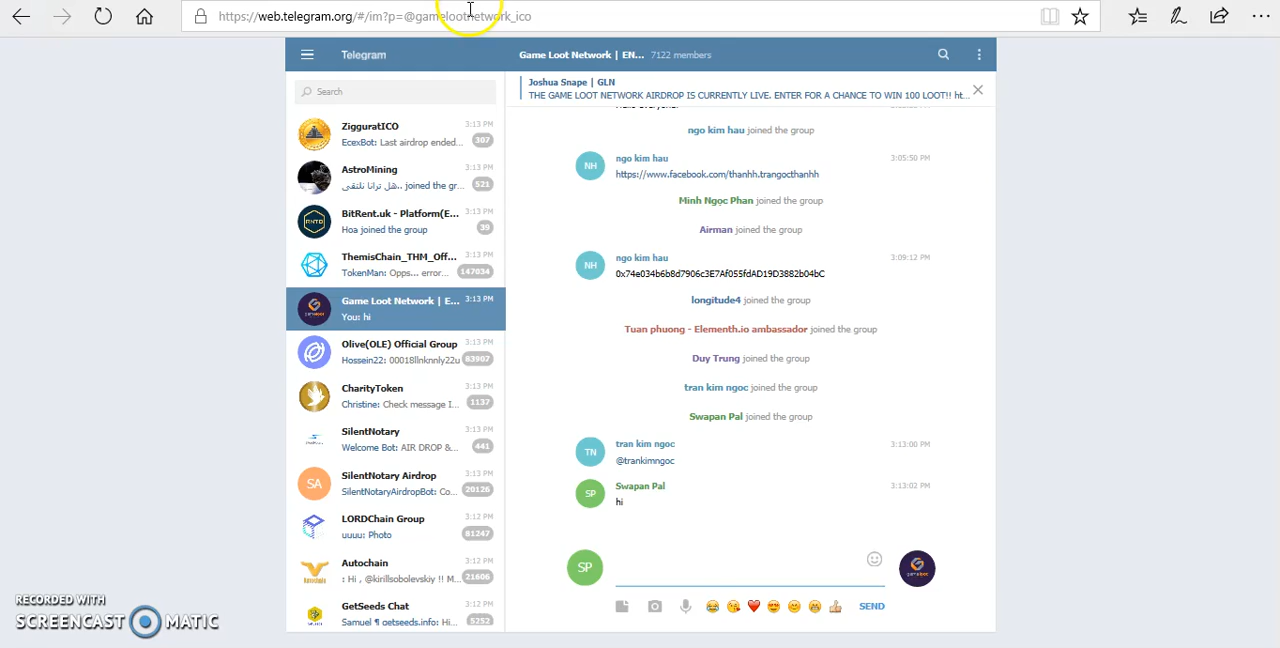 https://web.telegram.org/#/im?p=@gamelootnetwork_ico
Telegram
Game Loot Network | EN... 7122 members
Search
Joshua Snape | GLN
THE GAME LOOT NETWORK AIRDROP IS CURRENTLY LIVE. ENTER FOR A CHANCE TO WIN 100 LOOT!! ht...
ZigguratICO 3:13 PM
EcexBot: Last airdrop ended... 307
AstroMining 3:13 PM
هل ترانا نلتقي.. joined the gr... 521
BitRent.uk - Platform(E... 3:13 PM
Hoa joined the group 39
ThemisChain_THM_Off... 3:13 PM
TokenMan: Opps... error... 147034
Game Loot Network | E... 3:13 PM
You: hi
Olive(OLE) Official Group 3:13 PM
Hossein22: 00018llnknnly22u 83907
CharityToken 3:13 PM
Christine: Check message I... 1137
SilentNotary 3:13 PM
Welcome Bot: AIR DROP &... 441
SilentNotary Airdrop 3:13 PM
SA
SilentNotaryAirdropBot: Co... 20126
LORDChain Group 3:12 PM
uuuu: Photo 81247
Autochain 3:12 PM
: Hi , @kirillsobolevskiy !! M... 21606
GetSeeds Chat 3:12 PM
Samuel ¶ getseeds.info: Hi... 5252
ngo kim hau joined the group
NH
ngo kim hau 3:05:50 PM
https://www.facebook.com/thanhh.trangocthanhh
Minh Ngọc Phan joined the group
Airman joined the group
NH
ngo kim hau 3:09:12 PM
0x74e034b6b8d7906c3E7Af055fdAD19D3882b04bC
longitude4 joined the group
Tuan phuong - Elementh.io ambassador joined the group
Duy Trung joined the group
tran kim ngoc joined the group
Swapan Pal joined the group
TN
tran kim ngoc 3:13:00 PM
@trankimngoc
SP
Swapan Pal 3:13:02 PM
hi
SP
SEND
RECORDED WITH
SCREENCAST MATIC